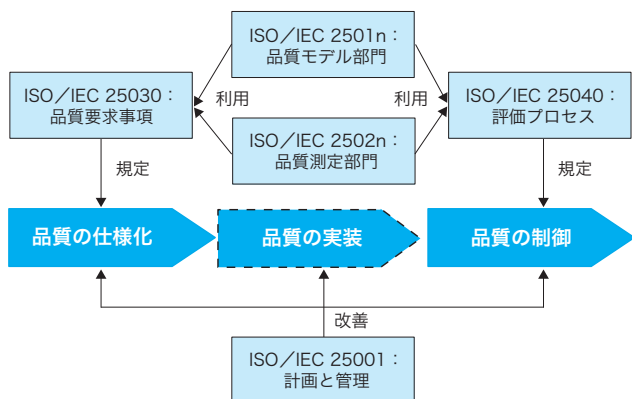 ISO／IEC 2501n：
品質モデル部門
ISO／IEC 25030：
品質要求事項
利用
利用
ISO／IEC 25040：
評価プロセス
ISO／IEC 2502n：
品質測定部門
規定
規定
品質の仕様化
品質の実装
品質の制御
改善
ISO／IEC 25001：
計画と管理